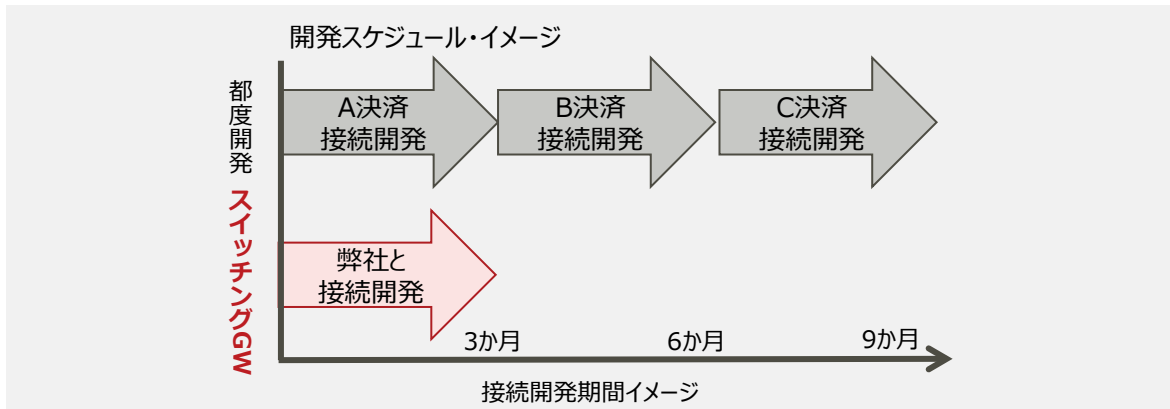 開発スケジュール・イメージ
都度開発
A決済
接続開発
B決済
接続開発
C決済
接続開発
スイッチングGW
弊社と
接続開発
3か月
6か月
9か月
接続開発期間イメージ